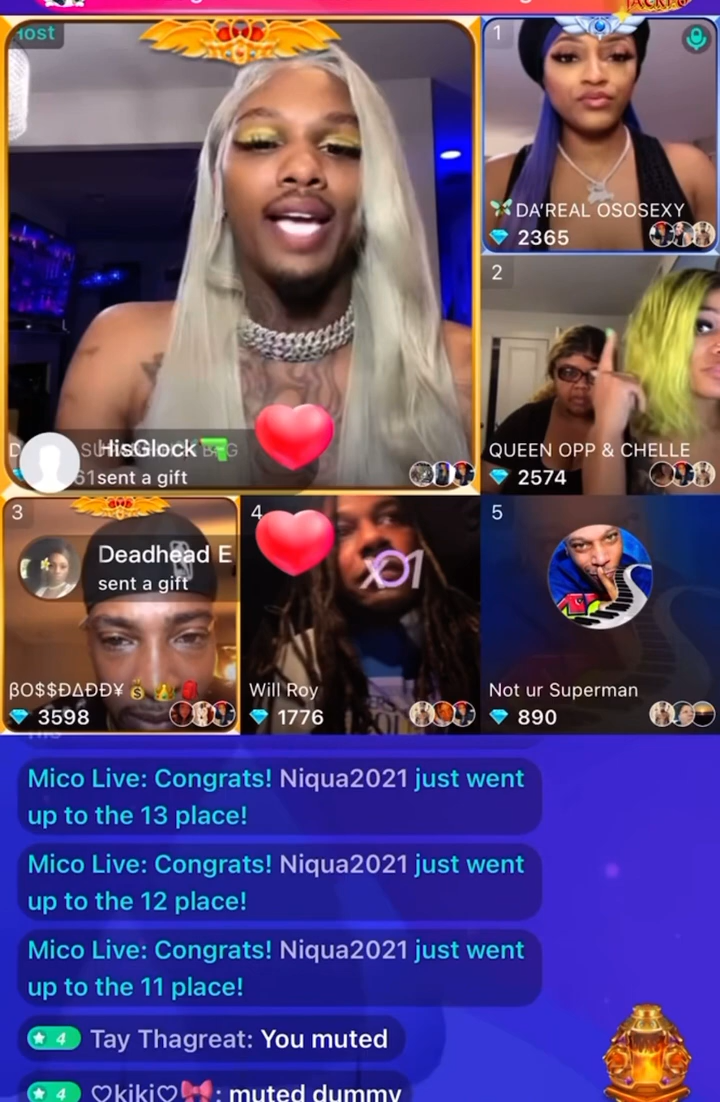 Host
1
DA'REAL OSOSEXY
2365
2
HisGlock
sent a gift
QUEEN OPP & CHELLE
2574
3
Deadhead E
sent a gift
βO$$ĐΔĐĐ¥
3598
4
XO1
Will Roy
1776
5
Not ur Superman
890
Mico Live: Congrats! Niqua2021 just went
up to the 13 place!
Mico Live: Congrats! Niqua2021 just went
up to the 12 place!
Mico Live: Congrats! Niqua2021 just went
up to the 11 place!
4 Tay Thagreat: You muted
4 ♡kiki♡🎀: muted dummy